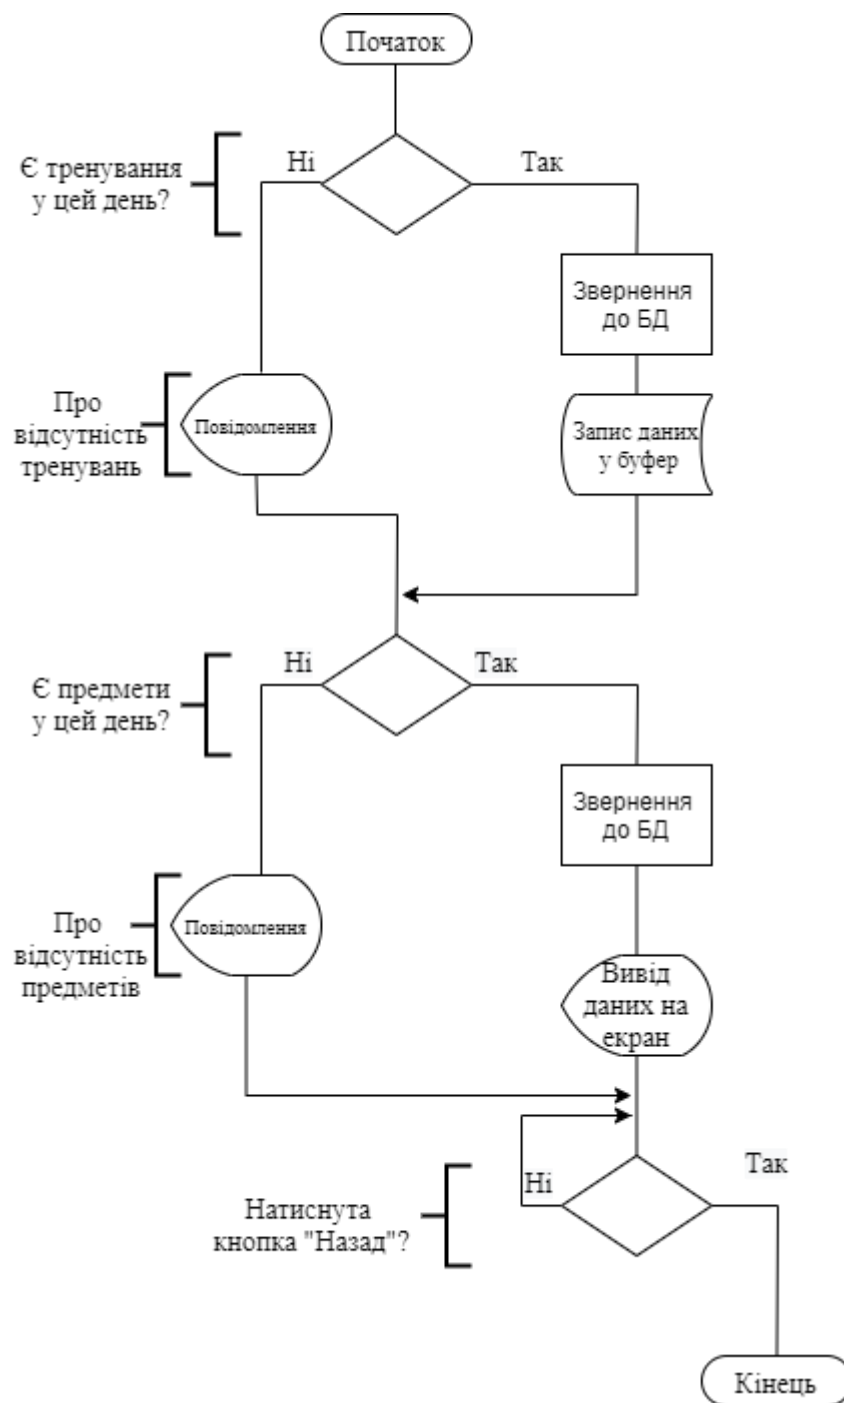 Початок
Є тренування
у цей день?
Ні
Так
Звернення
до БД
Про
відсутність
тренувань
Повідомлення
Запис даних
у буфер
Є предмети
у цей день?
Ні
Так
Звернення
до БД
Про
відсутність
предметів
Повідомлення
Вивід
даних на
екран
Натиснута
кнопка "Назад"?
Ні
Так
Кінець